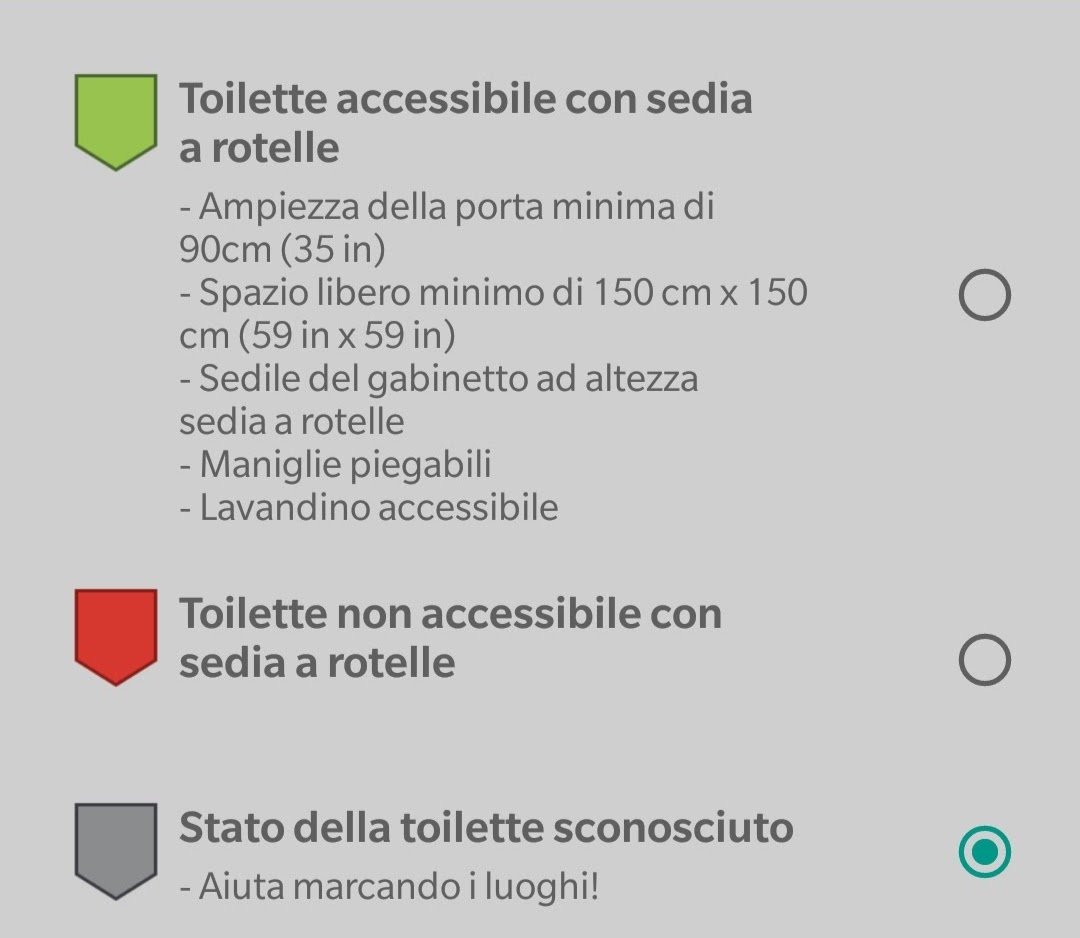 Toilette accessibile con sedia
a rotelle
- Ampiezza della porta minima di
90cm (35 in)
- Spazio libero minimo di 150 cm x 150
cm (59 in x 59 in)
- Sedile del gabinetto ad altezza
sedia a rotelle
- Maniglie piegabili
- Lavandino accessibile
Toilette non accessibile con
sedia a rotelle
Stato della toilette sconosciuto
- Aiuta marcando i luoghi!